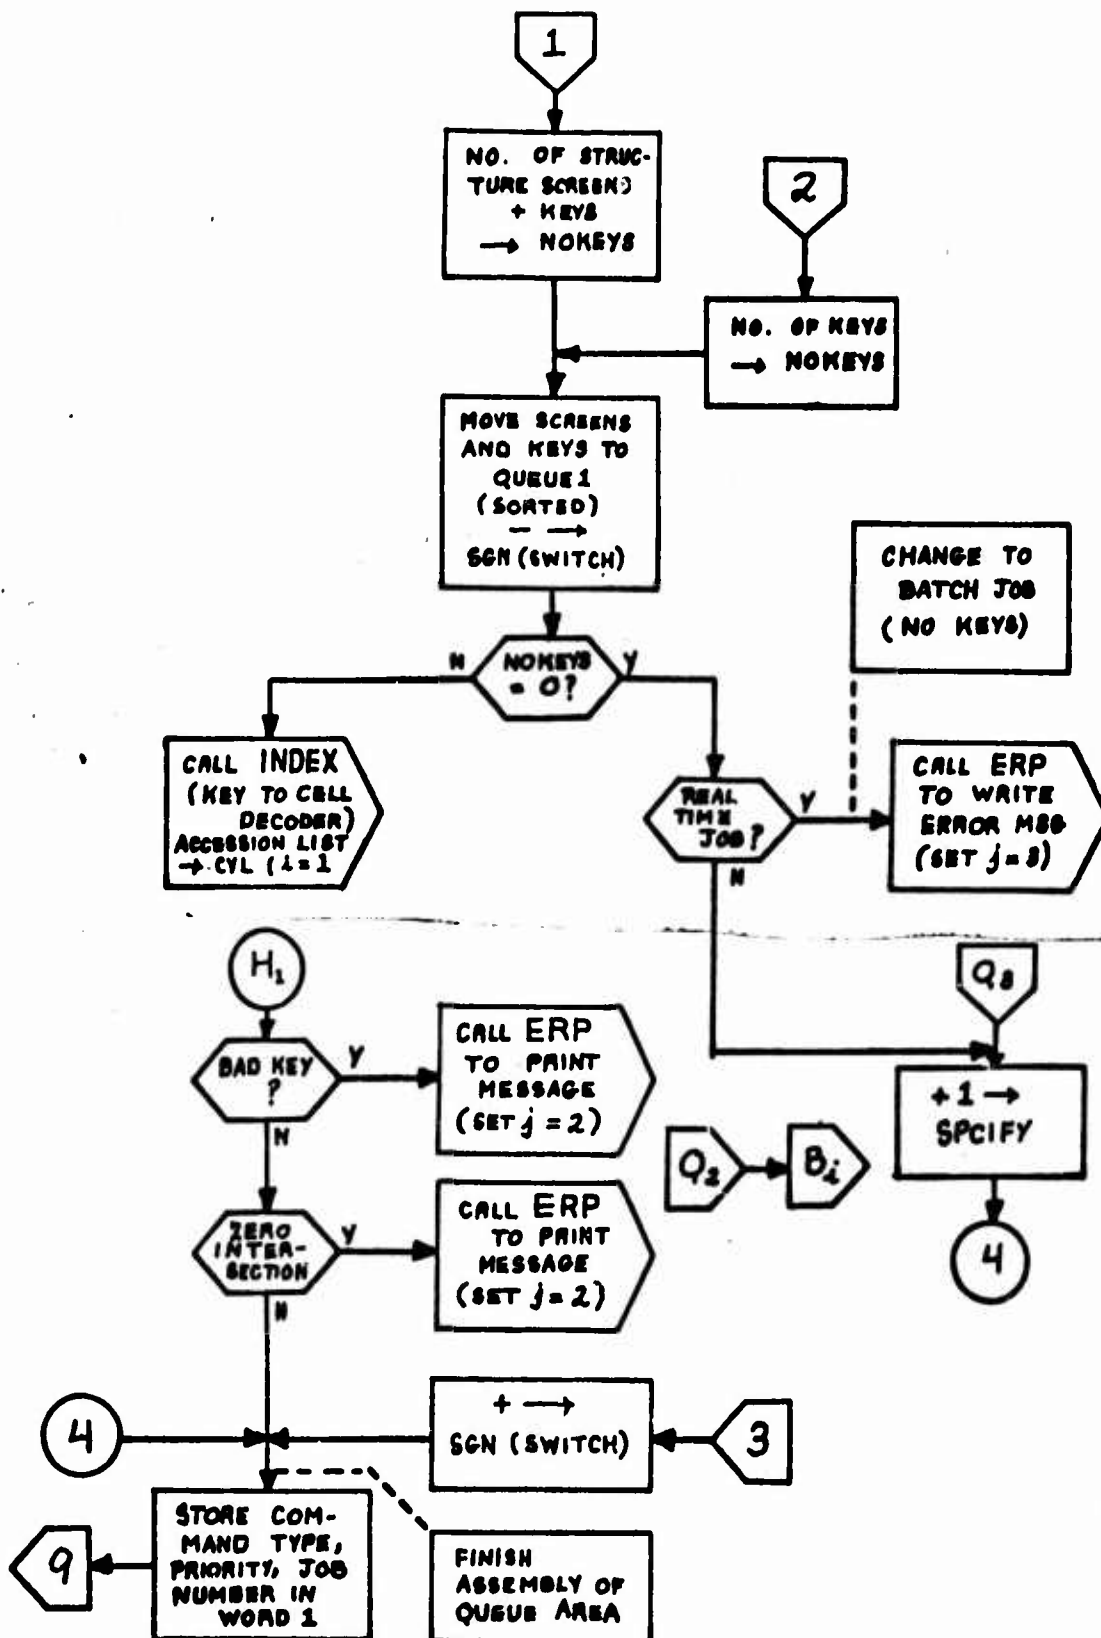 1
NO. OF STRUC-
TURE SCREENS
+ KEYS
→ NOKEYS
2
NO. OF KEYS
→ NOKEYS
MOVE SCREENS
AND KEYS TO
QUEUE 1
(SORTED)
- →
SGN (SWITCH)
CHANGE TO
BATCH JOB
(NO KEYS)
N
NOKEYS
= 0?
Y
CALL INDEX
(KEY TO CELL
DECODER)
ACCESSION LIST
→ CYL (i = 1
REAL
TIME
JOB?
Y
N
CALL ERP
TO WRITE
ERROR MSG
(SET j = 3)
H₁
Q₃
BAD KEY
?
Y
N
CALL ERP
TO PRINT
MESSAGE
(SET j = 2)
+ 1 →
SPCIFY
Q₂
Bᵢ
4
ZERO
INTER-
SECTION
Y
N
CALL ERP
TO PRINT
MESSAGE
(SET j = 2)
4
+ →
SGN (SWITCH)
3
9
STORE COM-
MAND TYPE,
PRIORITY, JOB
NUMBER IN
WORD 1
FINISH
ASSEMBLY OF
QUEUE AREA